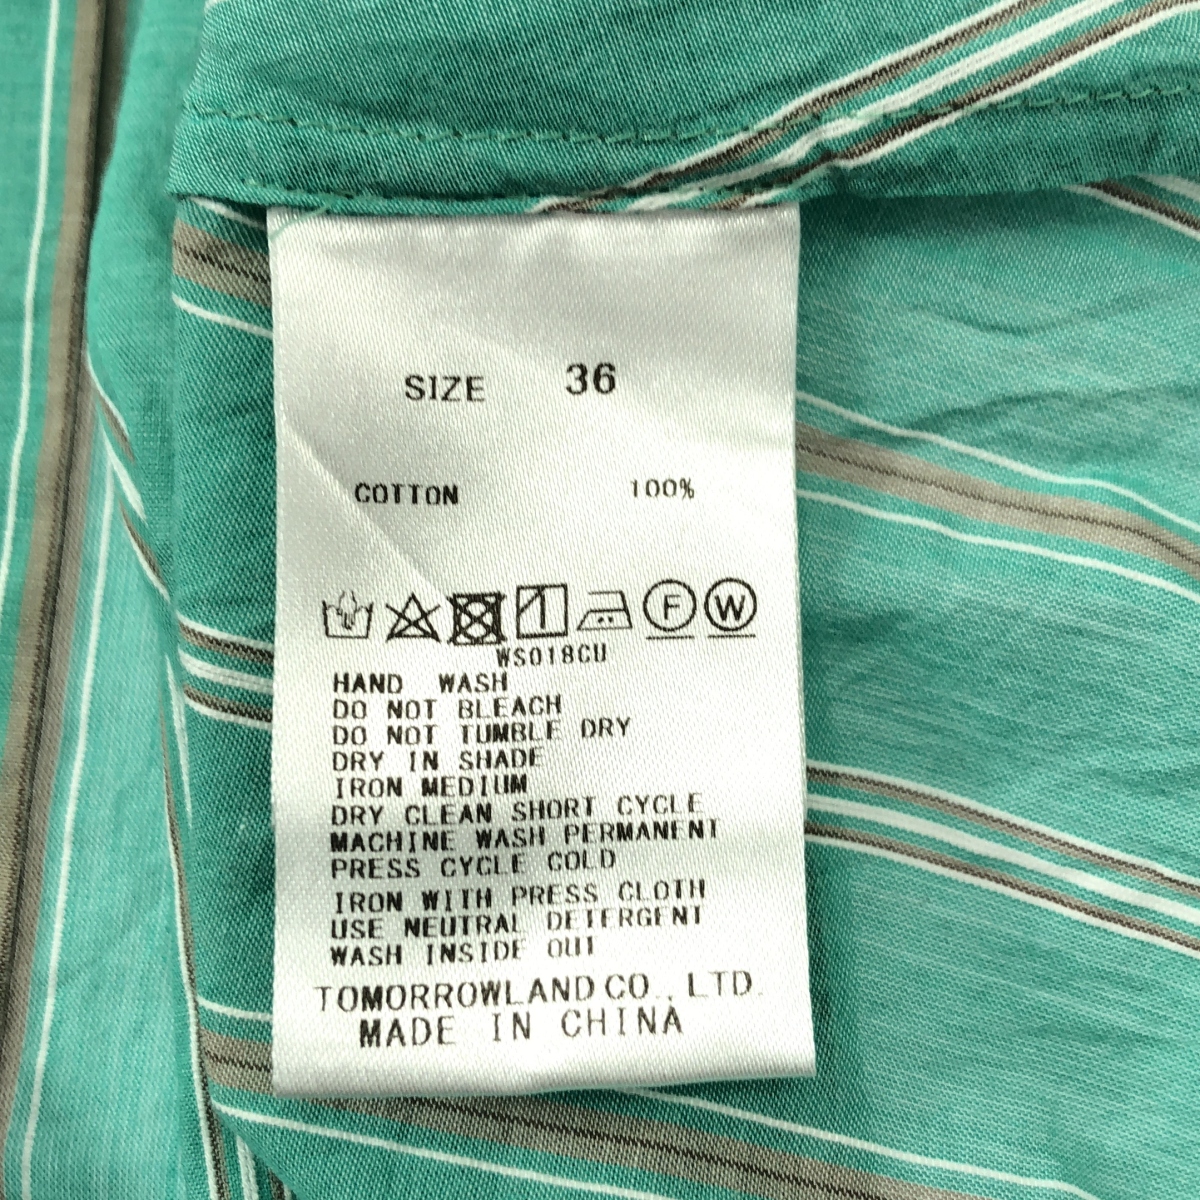 SIZE 36
COTTON 100%
F W
WS018CU
HAND WASH
DO NOT BLEACH
DO NOT TUMBLE DRY
DRY IN SHADE
IRON MEDIUM
DRY CLEAN SHORT CYCLE
MACHINE WASH PERMANENT
PRESS CYCLE COLD
IRON WITH PRESS CLOTH
USE NEUTRAL DETERGENT
WASH INSIDE OUT
TOMORROWLAND CO., LTD.
MADE IN CHINA